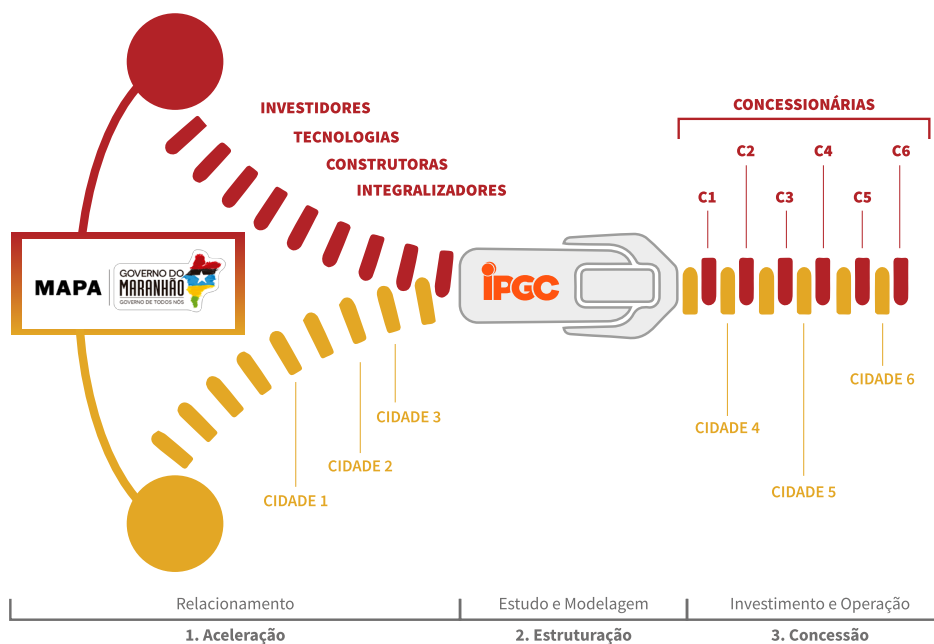 INVESTIDORES
TECNOLOGIAS
CONSTRUTORAS
INTEGRALIZADORES
CONCESSIONÁRIAS
C2
C4
C6
C1
C3
C5
MAPA
GOVERNO DO
MARANHÃO
GOVERNO DE TODOS NÓS
iPGC
CIDADE 3
CIDADE 2
CIDADE 1
CIDADE 6
CIDADE 4
CIDADE 5
Relacionamento
Estudo e Modelagem
Investimento e Operação
1. Aceleração
2. Estruturação
3. Concessão